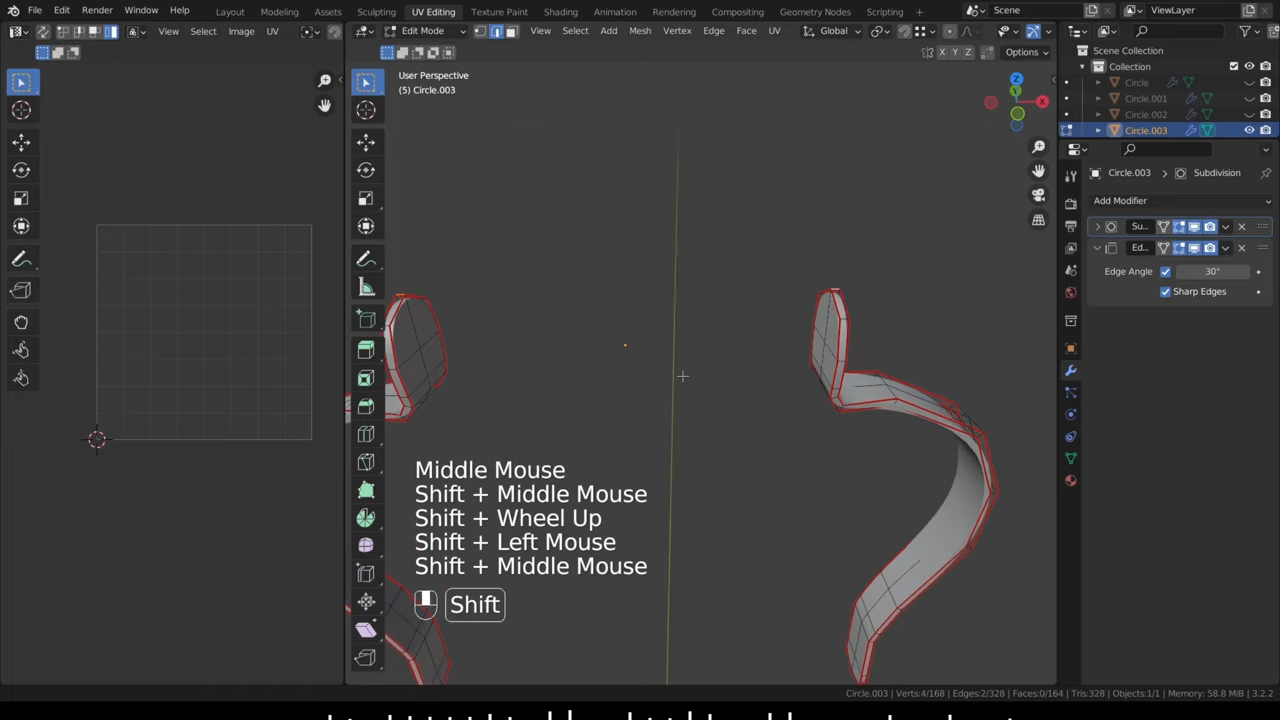 File Edit Render Window Help Layout Modeling Assets Sculpting UV Editing Texture Paint Shading Animation Rendering Compositing Geometry Nodes Scripting + Scene ViewLayer
View Select Image UV Edit Mode View Select Add Mesh Vertex Edge Face UV Global
X Y Z Options
Scene Collection
Collection
Circle
Circle.001
Circle.002
Circle.003
User Perspective
(5) Circle.003
Z
Y
X
Circle.003 > Subdivision
Add Modifier
Su...
Ed...
Edge Angle 30°
Sharp Edges
Middle Mouse
Shift + Middle Mouse
Shift + Wheel Up
Shift + Left Mouse
Shift + Middle Mouse
Shift
Circle.003 | Verts:4/168 | Edges:2/328 | Faces:0/164 | Tris:328 | Objects:1/1 | Memory: 58.8 MiB | 3.2.2